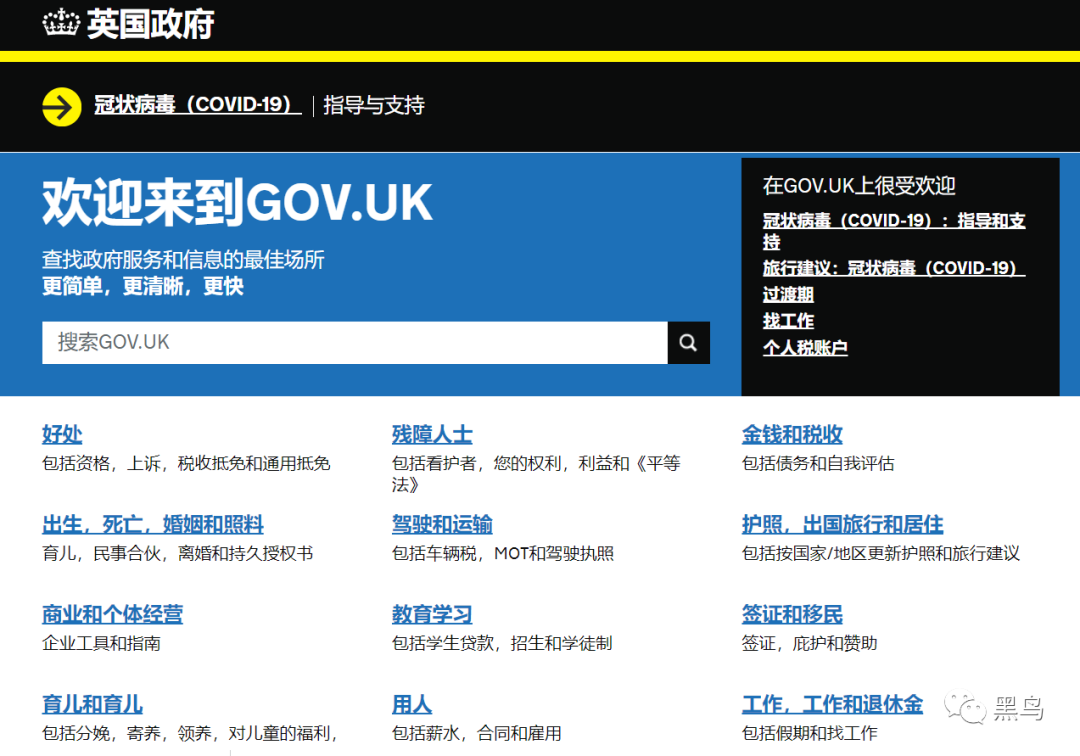 英国政府
冠状病毒（COVID-19） | 指导与支持
欢迎来到GOV.UK
查找政府服务和信息的最佳场所
更简单，更清晰，更快
搜索GOV.UK
在GOV.UK上很受欢迎
冠状病毒（COVID-19）：指导和支
持
旅行建议：冠状病毒（COVID-19）
过渡期
找工作
个人税账户
好处
包括资格，上诉，税收抵免和通用抵免
残障人士
包括看护者，您的权利，利益和《平等
法》
金钱和税收
包括债务和自我评估
出生，死亡，婚姻和照料
育儿，民事合伙，离婚和持久授权书
驾驶和运输
包括车辆税，MOT和驾驶执照
护照，出国旅行和居住
包括按国家/地区更新护照和旅行建议
商业和个体经营
企业工具和指南
教育学习
包括学生贷款，招生和学徒制
签证和移民
签证，庇护和赞助
育儿和育儿
包括分娩，寄养，领养，对儿童的福利，
用人
包括薪水，合同和雇用
工作，工作和退休金
包括假期和找工作
黑鸟